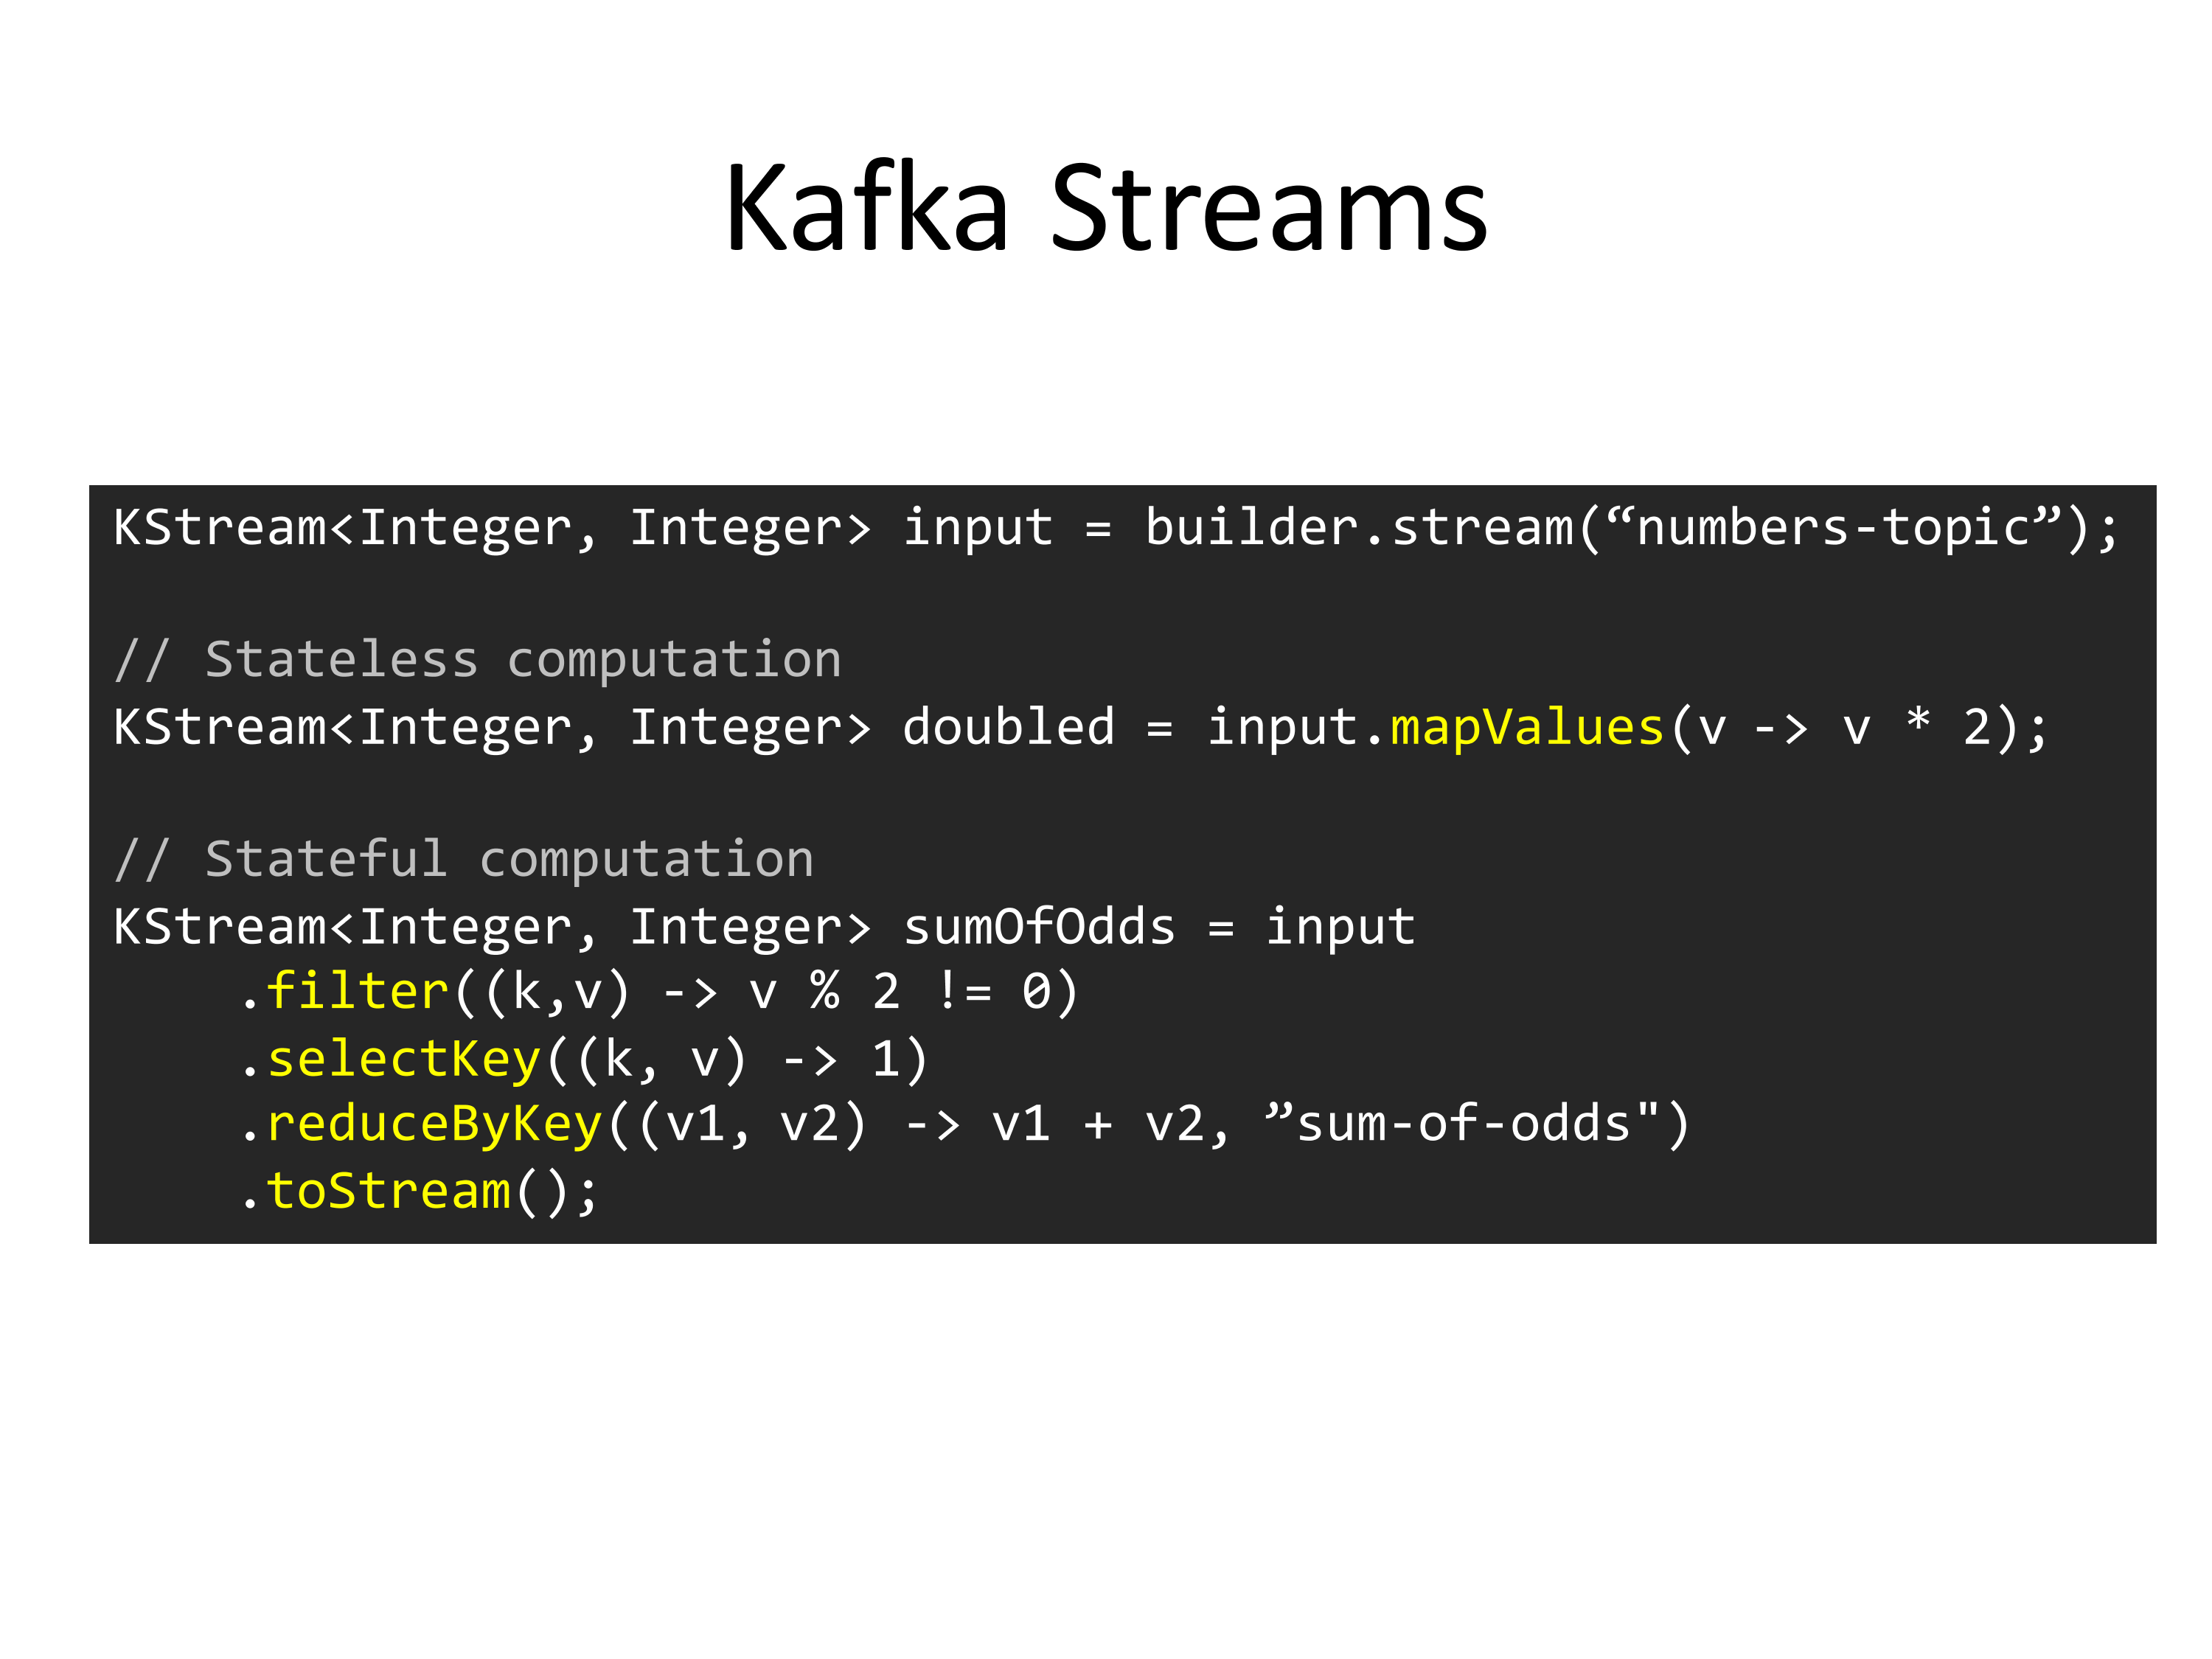 Kafka Streams
KStream<Integer, Integer> input = builder.stream(“numbers-topic”);
// Stateless computation
KStream<Integer, Integer> doubled = input.mapValues(v -> v * 2);
// Stateful computation
KStream<Integer, Integer> sumOfOdds = input
.filter((k,v) -> v % 2 != 0)
.selectKey((k, v) -> 1)
.reduceByKey((v1, v2) -> v1 + v2, ”sum-of-odds")
.toStream();